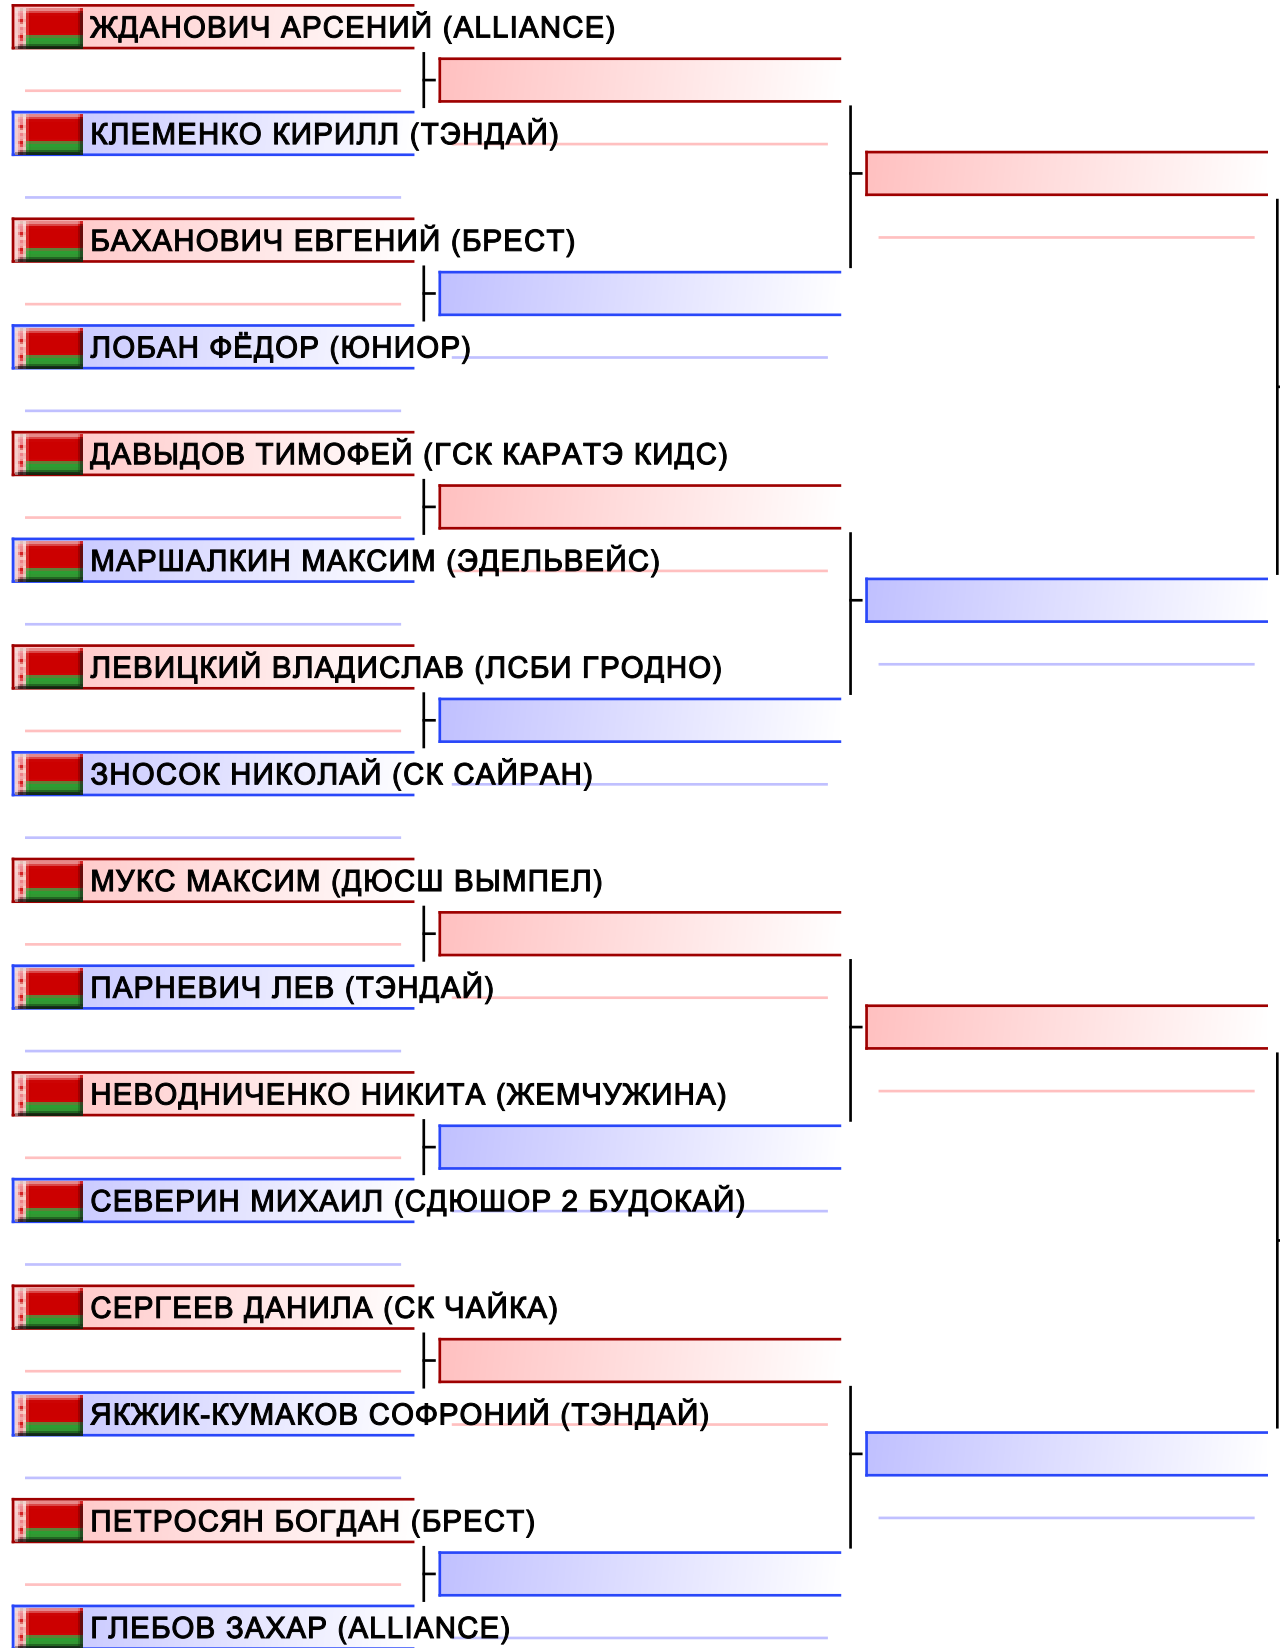 ЖДАНОВИЧ АРСЕНИЙ (ALLIANCE)
КЛЕМЕНКО КИРИЛЛ (ТЭНДАЙ)
БАХАНОВИЧ ЕВГЕНИЙ (БРЕСТ)
ЛОБАН ФЁДОР (ЮНИОР)
ДАВЫДОВ ТИМОФЕЙ (ГСК КАРАТЭ КИДС)
МАРШАЛКИН МАКСИМ (ЭДЕЛЬВЕЙС)
ЛЕВИЦКИЙ ВЛАДИСЛАВ (ЛСБИ ГРОДНО)
ЗНОСОК НИКОЛАЙ (СК САЙРАН)
МУКС МАКСИМ (ДЮСШ ВЫМПЕЛ)
ПАРНЕВИЧ ЛЕВ (ТЭНДАЙ)
НЕВОДНИЧЕНКО НИКИТА (ЖЕМЧУЖИНА)
СЕВЕРИН МИХАИЛ (СДЮШОР 2 БУДОКАЙ)
СЕРГЕЕВ ДАНИЛА (СК ЧАЙКА)
ЯКЖИК-КУМАКОВ СОФРОНИЙ (ТЭНДАЙ)
ПЕТРОСЯН БОГДАН (БРЕСТ)
ГЛЕБОВ ЗАХАР (ALLIANCE)